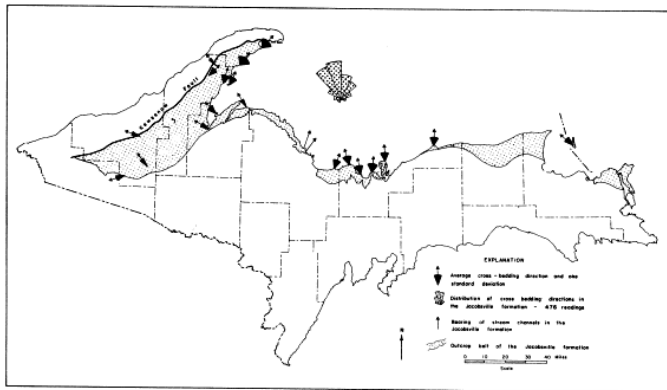 Keweenaw Fault
EXPLANATION
Average cross-bedding direction and one
standard deviation
Distribution of cross bedding directions in
the Jacobsville formation - 476 readings
Bearing of stream channels in the
Jacobsville formation
Outcrop belt of the Jacobsville formation
N
0 10 20 30 40 Miles
Scale